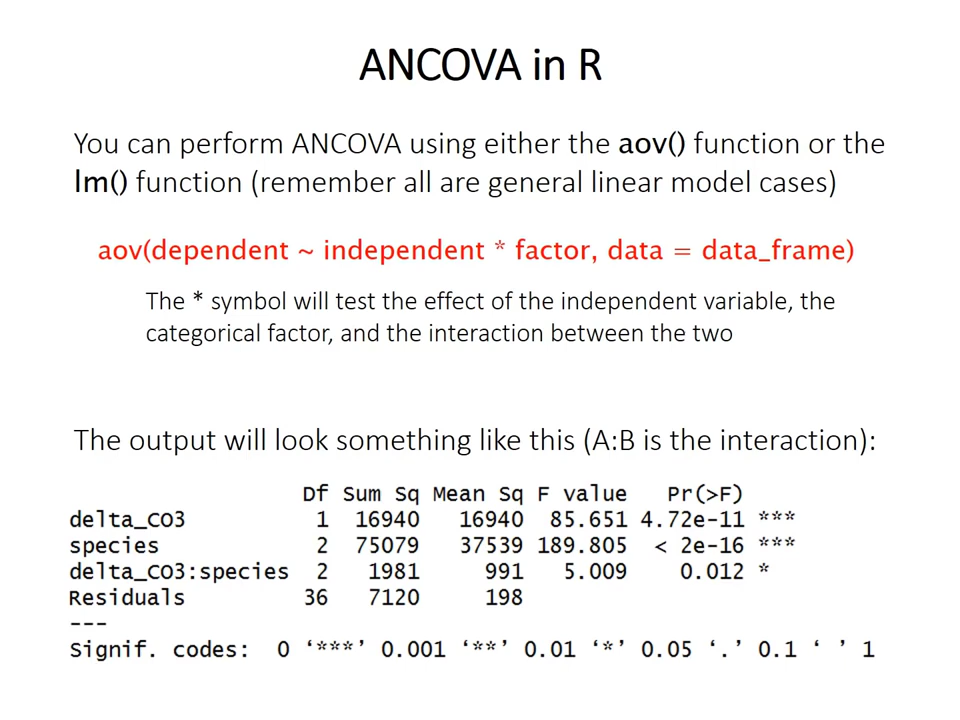 ANCOVA in R
You can perform ANCOVA using either the aov() function or the
lm() function (remember all are general linear model cases)
aov(dependent ~ independent * factor, data = data_frame)
The * symbol will test the effect of the independent variable, the
categorical factor, and the interaction between the two
The output will look something like this (A:B is the interaction):
Df Sum Sq Mean Sq F value Pr(>F)
delta_CO3 1 16940 16940 85.651 4.72e-11 ***
species 2 75079 37539 189.805 < 2e-16 ***
delta_CO3:species 2 1981 991 5.009 0.012 *
Residuals 36 7120 198
---
Signif. codes: 0 ‘***’ 0.001 ‘**’ 0.01 ‘*’ 0.05 ‘.’ 0.1 ‘ ’ 1